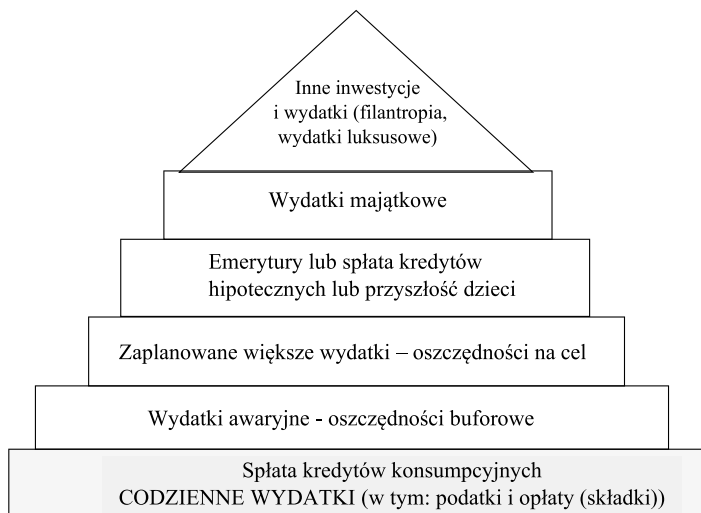 Inne inwestycje
i wydatki (filantropia,
wydatki luksusowe)
Wydatki majątkowe
Emerytury lub spłata kredytów
hipotecznych lub przyszłość dzieci
Zaplanowane większe wydatki – oszczędności na cel
Wydatki awaryjne - oszczędności buforowe
Spłata kredytów konsumpcyjnych
CODZIENNE WYDATKI (w tym: podatki i opłaty (składki))